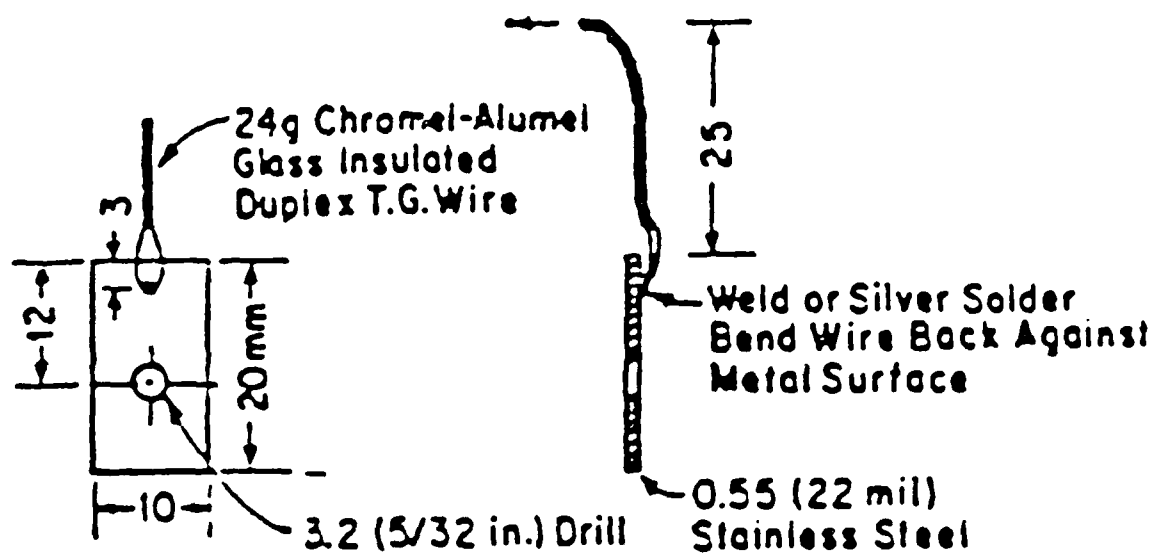 24g Chromel-Alumel
Glass Insulated
Duplex T.G. Wire
3
12
20mm
10
3.2 (5/32 in.) Drill
25
Weld or Silver Solder
Bend Wire Back Against
Metal Surface
0.55 (22 mil)
Stainless Steel